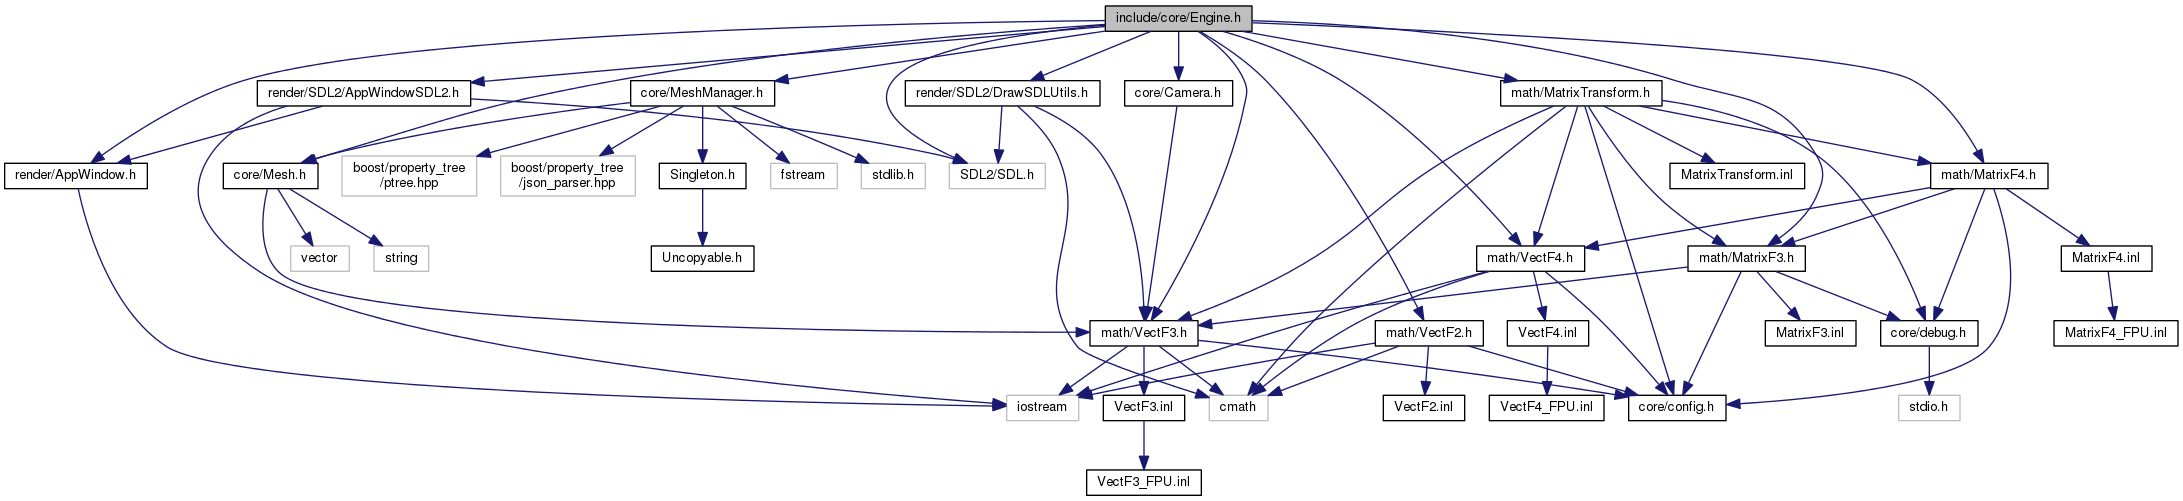 include/core/Engine.h
render/SDL2/AppWindowSDL2.h
core/MeshManager.h
render/SDL2/DrawSDLUtils.h
core/Camera.h
math/MatrixTransform.h
render/AppWindow.h
core/Mesh.h
boost/property_tree
/ptree.hpp
boost/property_tree
/json_parser.hpp
Singleton.h
fstream
stdlib.h
SDL2/SDL.h
MatrixTransform.inl
math/MatrixF4.h
vector
string
Uncopyable.h
math/VectF4.h
math/MatrixF3.h
MatrixF4.inl
math/VectF3.h
math/VectF2.h
VectF4.inl
MatrixF3.inl
core/debug.h
MatrixF4_FPU.inl
iostream
VectF3.inl
cmath
VectF2.inl
VectF4_FPU.inl
core/config.h
stdio.h
VectF3_FPU.inl